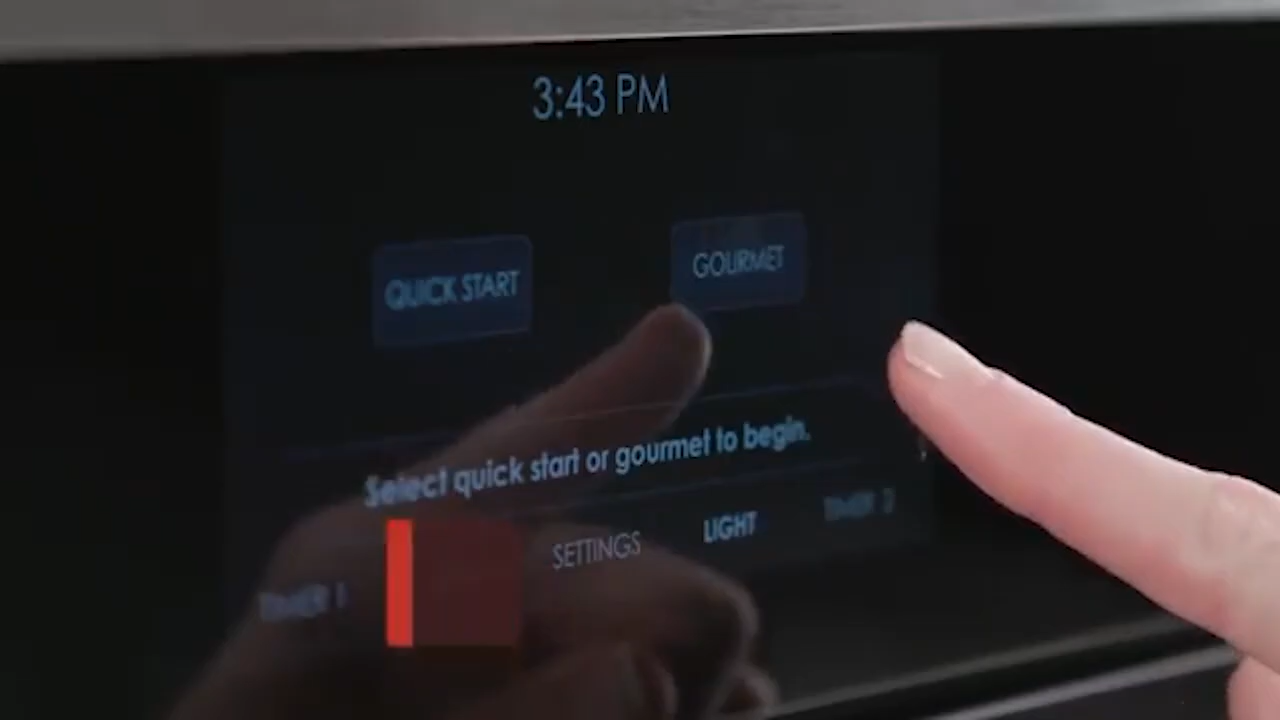 3:43 PM
QUICK START
GOURMET
Select quick start or gourmet to begin.
TIMER 1
SETTINGS
LIGHT
TIMER 2